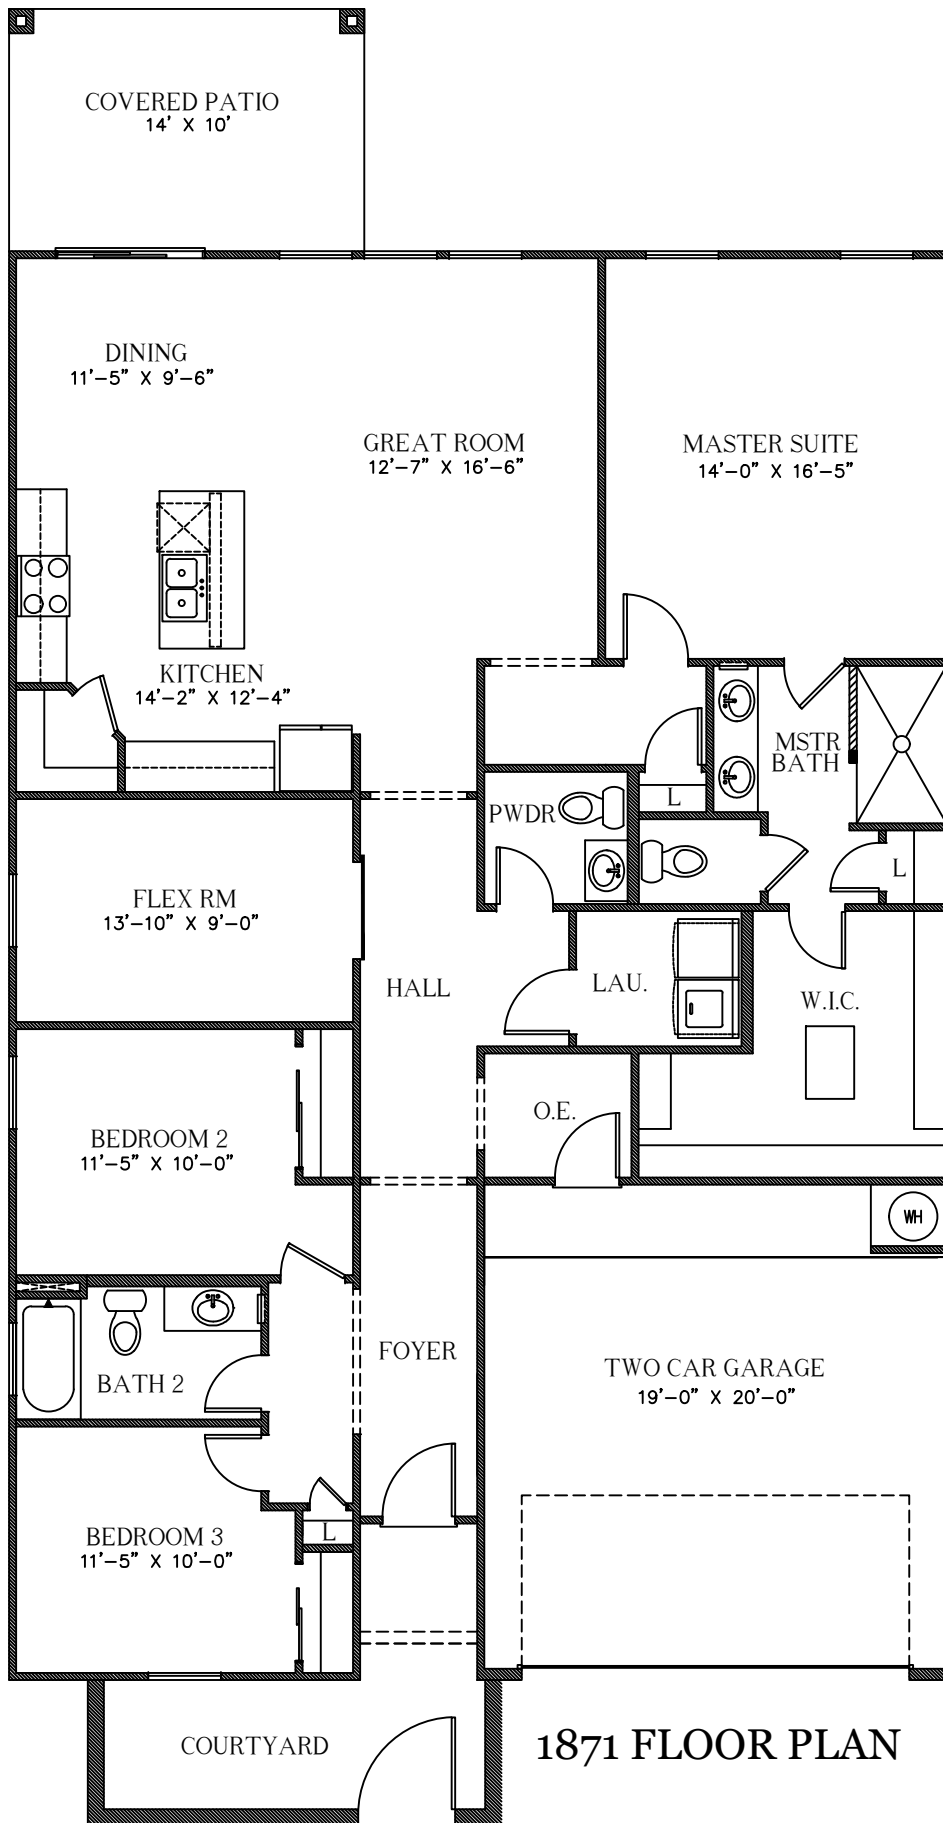 COVERED PATIO
14' X 10'
DINING
11'-5" X 9'-6"
GREAT ROOM
12'-7" X 16'-6"
MASTER SUITE
14'-0" X 16'-5"
KITCHEN
14'-2" X 12'-4"
MSTR
BATH
L
PWDR
L
FLEX RM
13'-10" X 9'-0"
HALL
LAU.
W.I.C.
O.E.
BEDROOM 2
11'-5" X 10'-0"
WH
FOYER
TWO CAR GARAGE
19'-0" X 20'-0"
BATH 2
BEDROOM 3
11'-5" X 10'-0"
L
COURTYARD
1871 FLOOR PLAN